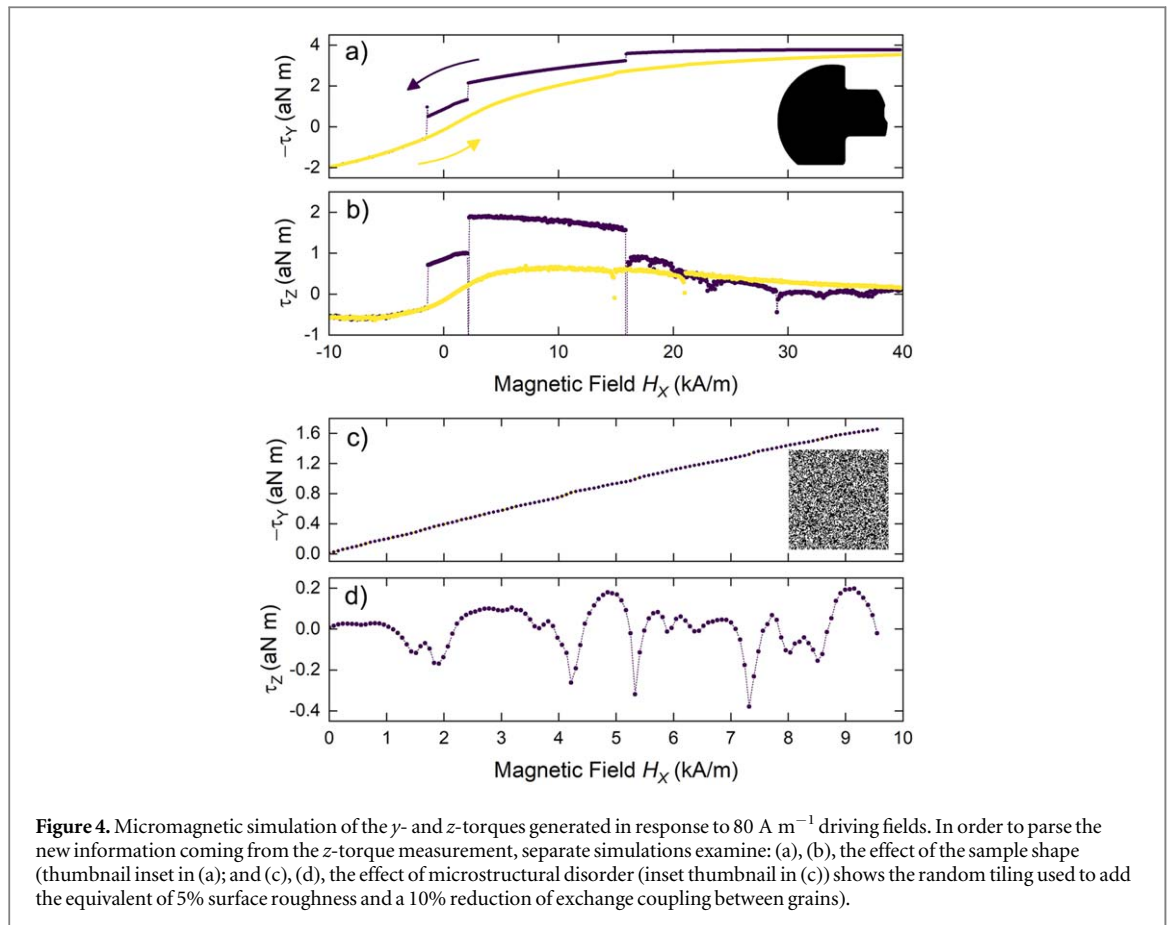 a)
4
2
0
-2
−τY (aN m)
b)
2
1
0
-1
τZ (aN m)
-10 0 10 20 30 40
Magnetic Field HX (kA/m)
c)
1.6
1.2
0.8
0.4
0.0
−τY (aN m)
d)
0.2
0.0
-0.2
-0.4
τZ (aN m)
0 1 2 3 4 5 6 7 8 9 10
Magnetic Field HX (kA/m)
Figure 4. Micromagnetic simulation of the y- and z-torques generated in response to 80 A m−1 driving fields. In order to parse the
new information coming from the z-torque measurement, separate simulations examine: (a), (b), the effect of the sample shape
(thumbnail inset in (a); and (c), (d), the effect of microstructural disorder (inset thumbnail in (c)) shows the random tiling used to add
the equivalent of 5% surface roughness and a 10% reduction of exchange coupling between grains).